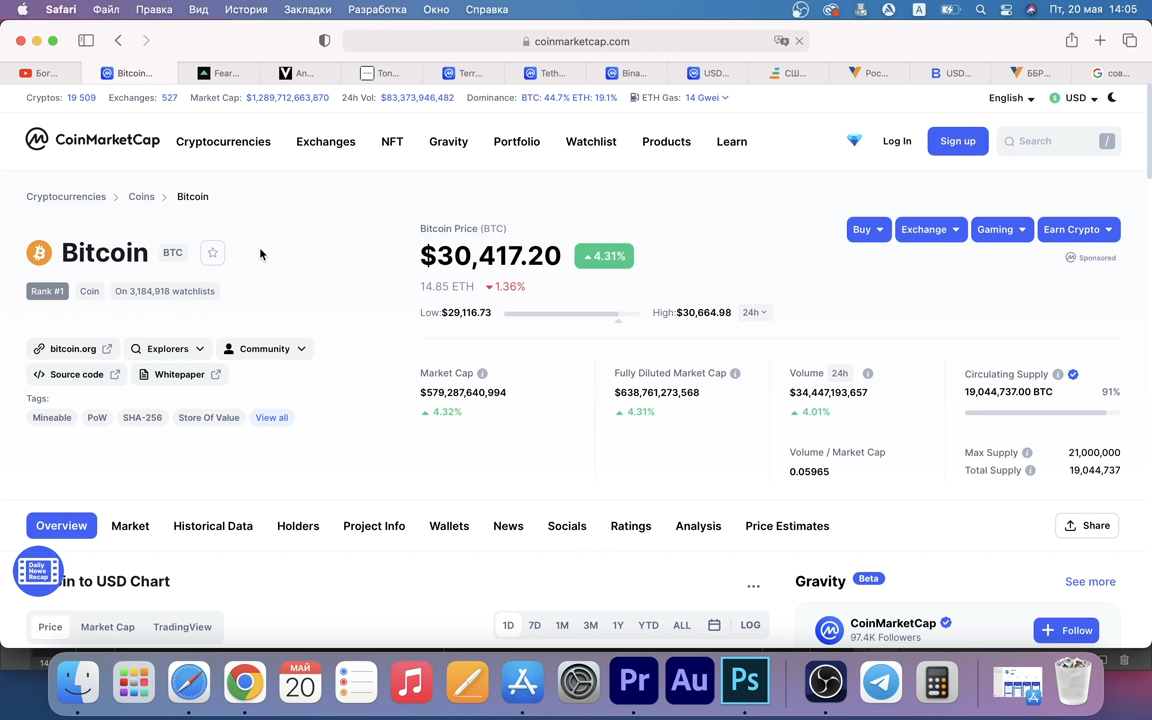 Safari Файл Правка Вид История Закладки Разработка Окно Справка A Пт, 20 мая 14:05
coinmarketcap.com
Бог... Bitcoin... Fear... An... Ton... Terr... Teth... Bina... USD... СШ... Рос... USD... ББР... сов...
Cryptos: 19 509 Exchanges: 527 Market Cap: $1,289,712,663,870 24h Vol: $83,373,946,482 Dominance: BTC: 44.7% ETH: 19.1% ETH Gas: 14 Gwei English USD
CoinMarketCap Cryptocurrencies Exchanges NFT Gravity Portfolio Watchlist Products Learn Log In Sign up Search /
Cryptocurrencies Coins Bitcoin
Bitcoin BTC
Rank #1 Coin On 3,184,918 watchlists
bitcoin.org Explorers Community
Source code Whitepaper
Tags:
Mineable PoW SHA-256 Store Of Value View all
Bitcoin Price (BTC)
$30,417.20 4.31%
14.85 ETH 1.36%
Low:$29,116.73 High:$30,664.98 24h
Buy Exchange Gaming Earn Crypto
Sponsored
Market Cap
$579,287,640,994
4.32%
Fully Diluted Market Cap
$638,761,273,568
4.31%
Volume 24h
$34,447,193,657
4.01%
Volume / Market Cap
0.05965
Circulating Supply
19,044,737.00 BTC 91%
Max Supply 21,000,000
Total Supply 19,044,737
Overview Market Historical Data Holders Project Info Wallets News Socials Ratings Analysis Price Estimates Share
Daily
News
Recap
in to USD Chart
Price Market Cap TradingView 1D 7D 1M 3M 1Y YTD ALL LOG
Gravity Beta See more
CoinMarketCap
97.4K Followers
Follow
МАЙ
20
Pr Au Ps